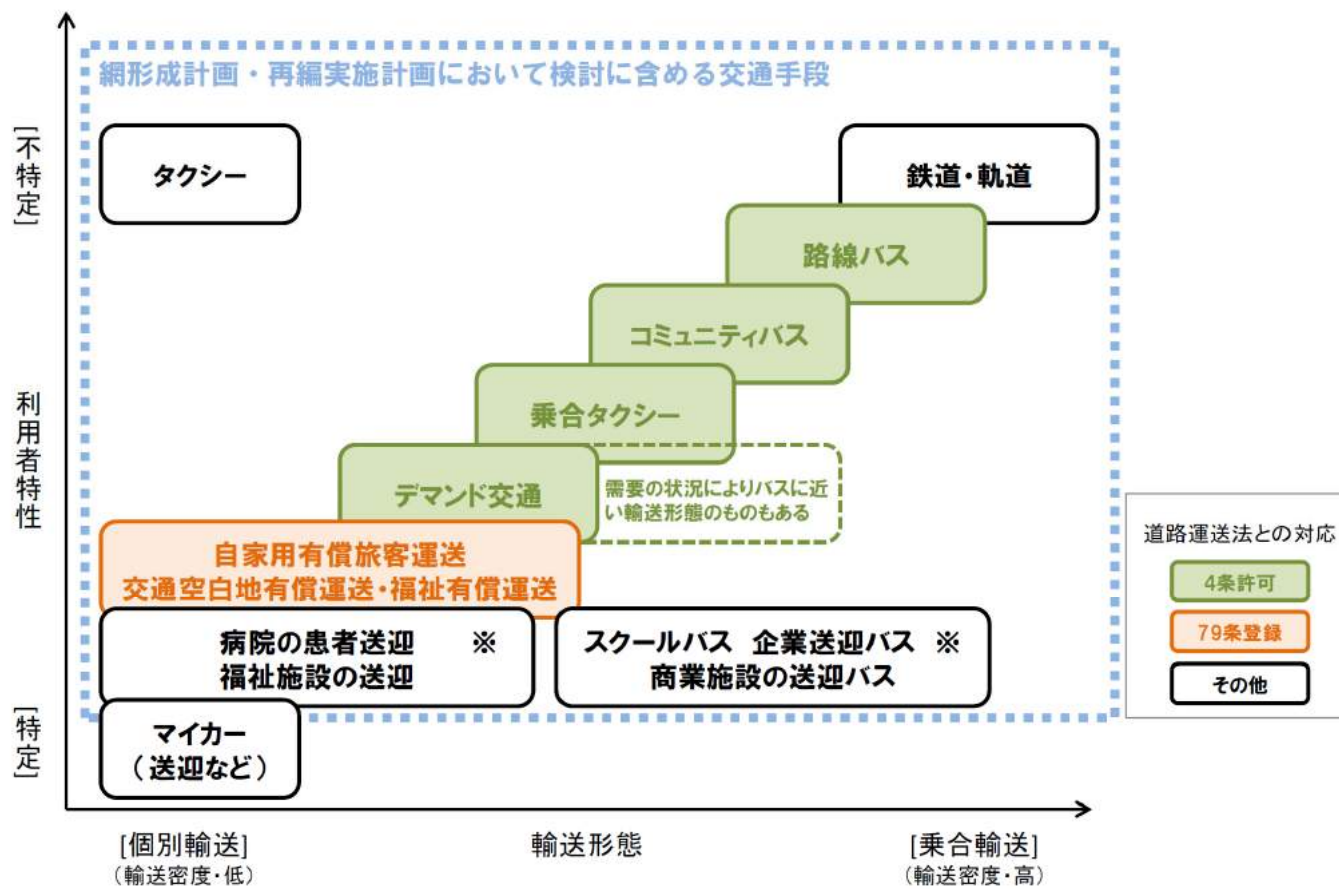 網形成計画・再編実施計画において検討に含める交通手段
[不特定]
タクシー
鉄道・軌道
路線バス
コミュニティバス
利用者特性
乗合タクシー
デマンド交通
需要の状況によりバスに近
い輸送形態のものもある
自家用有償旅客運送
交通空白地有償運送・福祉有償運送
病院の患者送迎 ※
福祉施設の送迎
スクールバス 企業送迎バス ※
商業施設の送迎バス
[特定]
マイカー
(送迎など)
道路運送法との対応
4条許可
79条登録
その他
[個別輸送]
(輸送密度・低)
輸送形態
[乗合輸送]
(輸送密度・高)